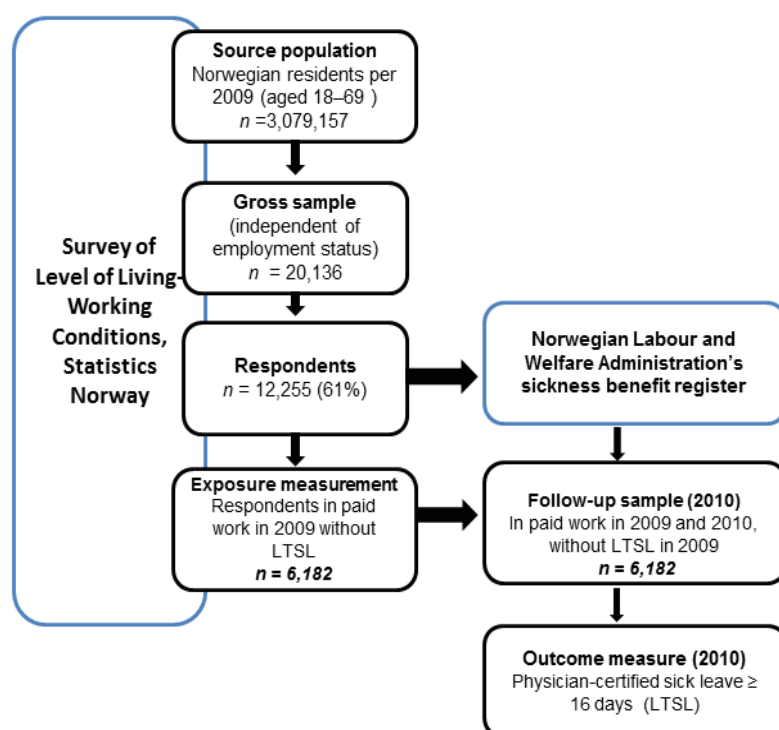 Source population
Norwegian residents per
2009 (aged 18–69 )
n =3,079,157
Gross sample
(independent of
employment status)
n = 20,136
Survey of
Level of Living-
Working
Conditions,
Statistics
Norway
Respondents
n = 12,255 (61%)
Norwegian Labour and
Welfare Administration's
sickness benefit register
Exposure measurement
Respondents in paid
work in 2009 without
LTSL
n = 6,182
Follow-up sample (2010)
In paid work in 2009 and 2010,
without LTSL in 2009
n = 6,182
Outcome measure (2010)
Physician-certified sick leave ≥
16 days (LTSL)